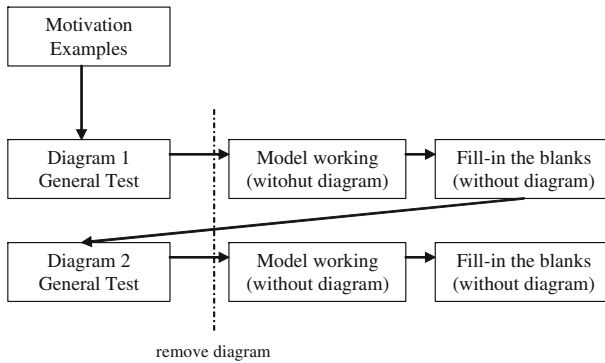 Motivation
Examples
Diagram 1
General Test
Model working
(witohut diagram)
Fill-in the blanks
(without diagram)
Diagram 2
General Test
Model working
(without diagram)
Fill-in the blanks
(without diagram)
remove diagram